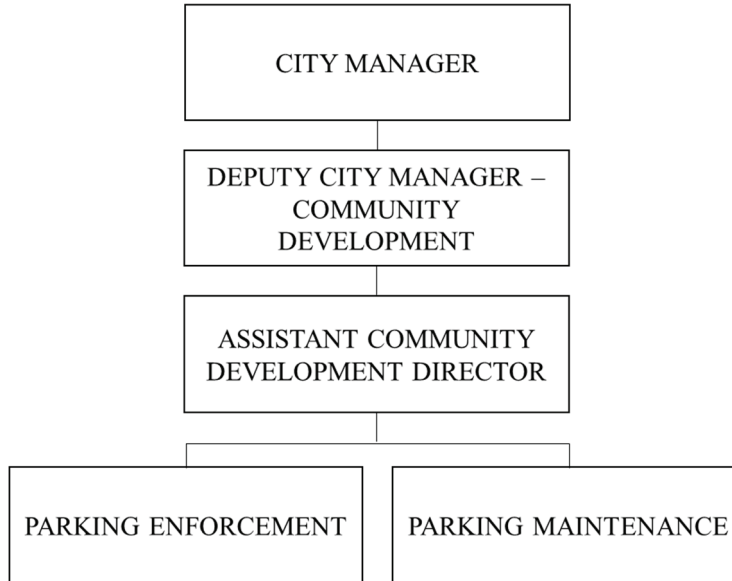 CITY MANAGER
DEPUTY CITY MANAGER –
COMMUNITY
DEVELOPMENT
ASSISTANT COMMUNITY
DEVELOPMENT DIRECTOR
PARKING ENFORCEMENT
PARKING MAINTENANCE